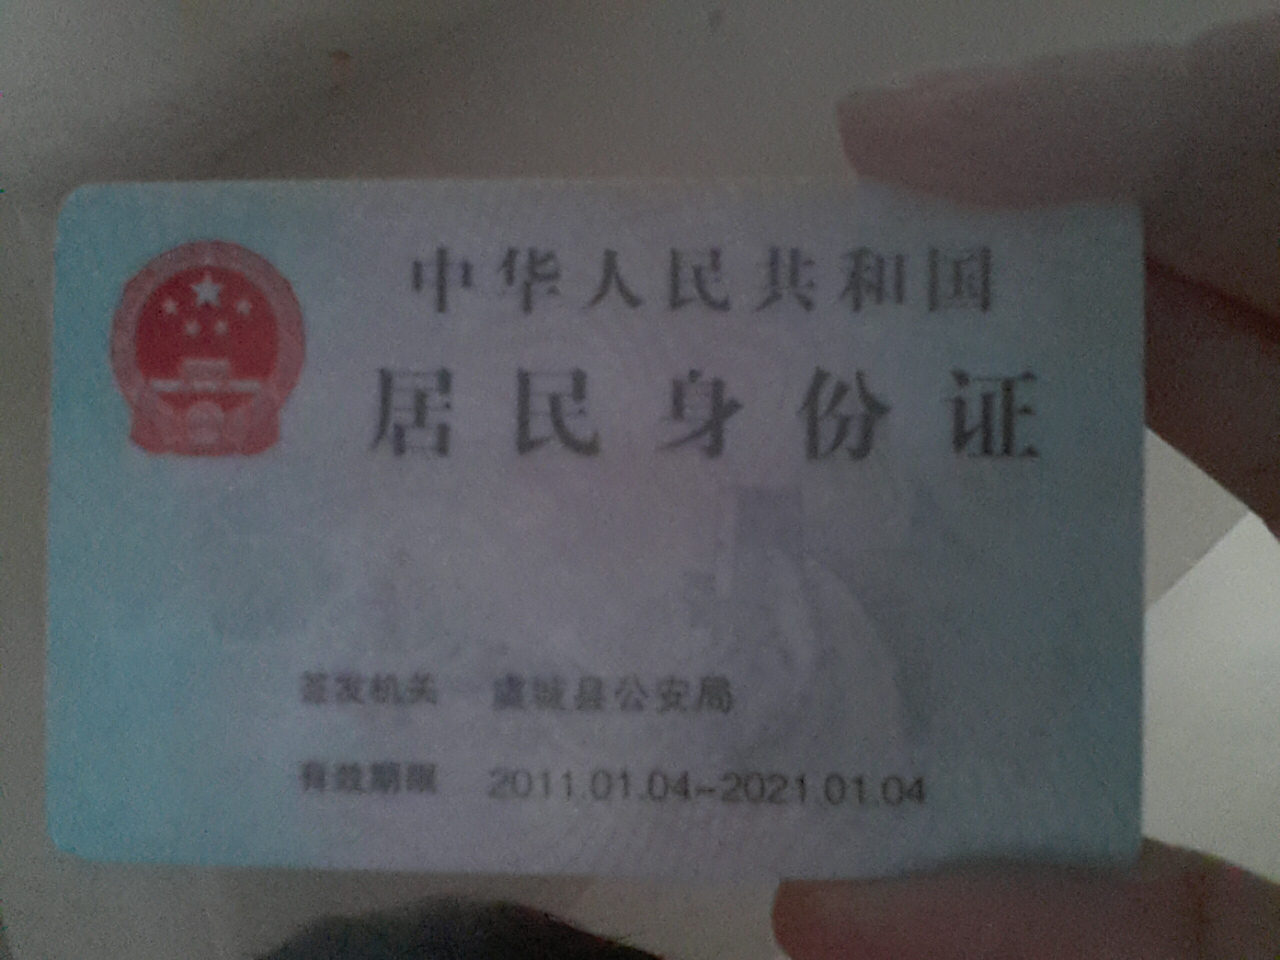 中华人民共和国
居民身份证
签发机关 虞城县公安局
有效期限 2011.01.04-2021.01.04